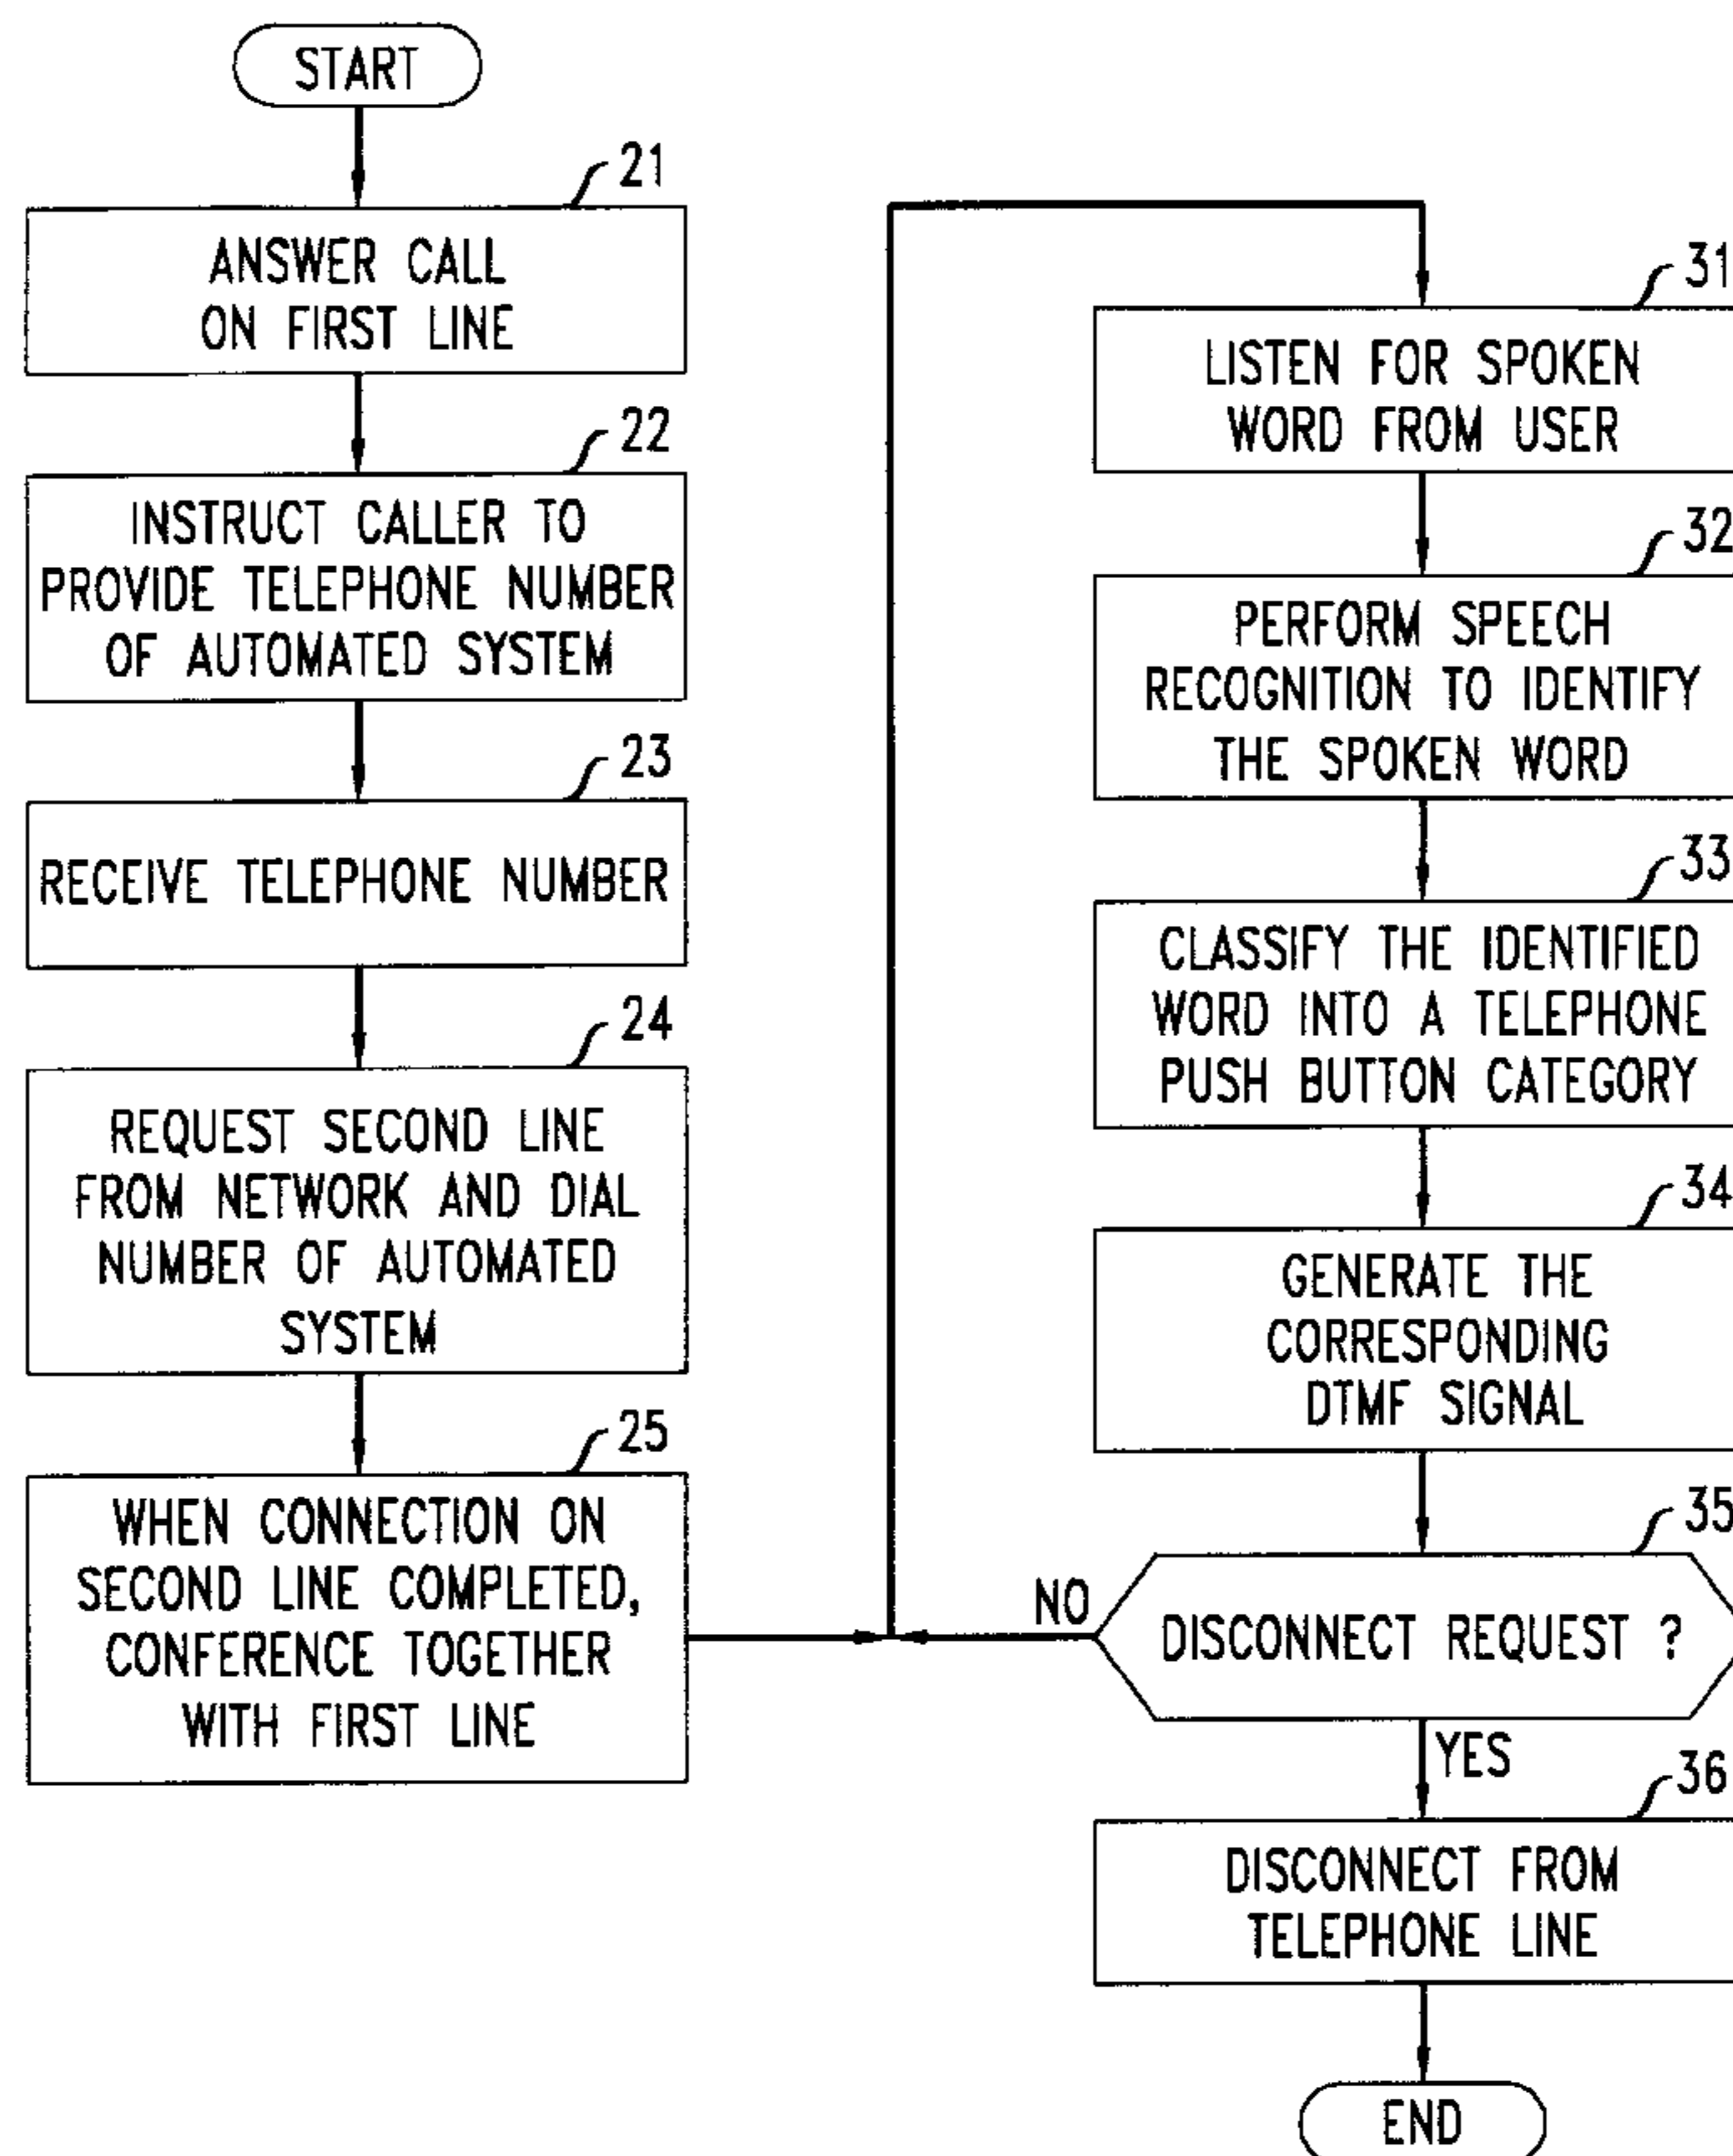 START
21
ANSWER CALL
ON FIRST LINE
22
INSTRUCT CALLER TO
PROVIDE TELEPHONE NUMBER
OF AUTOMATED SYSTEM
23
RECEIVE TELEPHONE NUMBER
24
REQUEST SECOND LINE
FROM NETWORK AND DIAL
NUMBER OF AUTOMATED
SYSTEM
25
WHEN CONNECTION ON
SECOND LINE COMPLETED,
CONFERENCE TOGETHER
WITH FIRST LINE
31
LISTEN FOR SPOKEN
WORD FROM USER
32
PERFORM SPEECH
RECOGNITION TO IDENTIFY
THE SPOKEN WORD
33
CLASSIFY THE IDENTIFIED
WORD INTO A TELEPHONE
PUSH BUTTON CATEGORY
34
GENERATE THE
CORRESPONDING
DTMF SIGNAL
35
NO
DISCONNECT REQUEST ?
YES
36
DISCONNECT FROM
TELEPHONE LINE
END